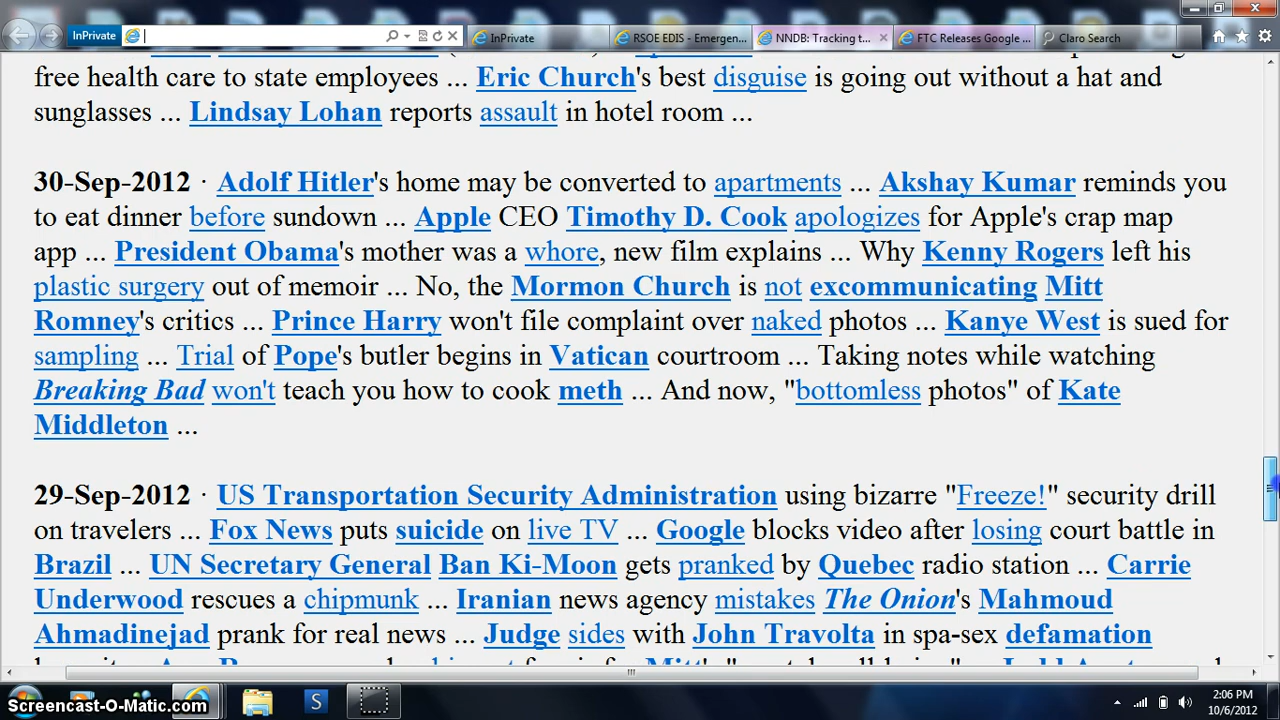 InPrivate
InPrivate
RSOE EDIS - Emergen...
NNDB: Tracking t...
FTC Releases Google ...
Claro Search
free health care to state employees ... Eric Church's best disguise is going out without a hat and
sunglasses ... Lindsay Lohan reports assault in hotel room ...
30-Sep-2012 · Adolf Hitler's home may be converted to apartments ... Akshay Kumar reminds you
to eat dinner before sundown ... Apple CEO Timothy D. Cook apologizes for Apple's crap map
app ... President Obama's mother was a whore, new film explains ... Why Kenny Rogers left his
plastic surgery out of memoir ... No, the Mormon Church is not excommunicating Mitt
Romney's critics ... Prince Harry won't file complaint over naked photos ... Kanye West is sued for
sampling ... Trial of Pope's butler begins in Vatican courtroom ... Taking notes while watching
Breaking Bad won't teach you how to cook meth ... And now, "bottomless photos" of Kate
Middleton ...
29-Sep-2012 · US Transportation Security Administration using bizarre "Freeze!" security drill
on travelers ... Fox News puts suicide on live TV ... Google blocks video after losing court battle in
Brazil ... UN Secretary General Ban Ki-Moon gets pranked by Quebec radio station ... Carrie
Underwood rescues a chipmunk ... Iranian news agency mistakes The Onion's Mahmoud
Ahmadinejad prank for real news ... Judge sides with John Travolta in spa-sex defamation
S
2:06 PM
10/6/2012
Screencast-O-Matic.com